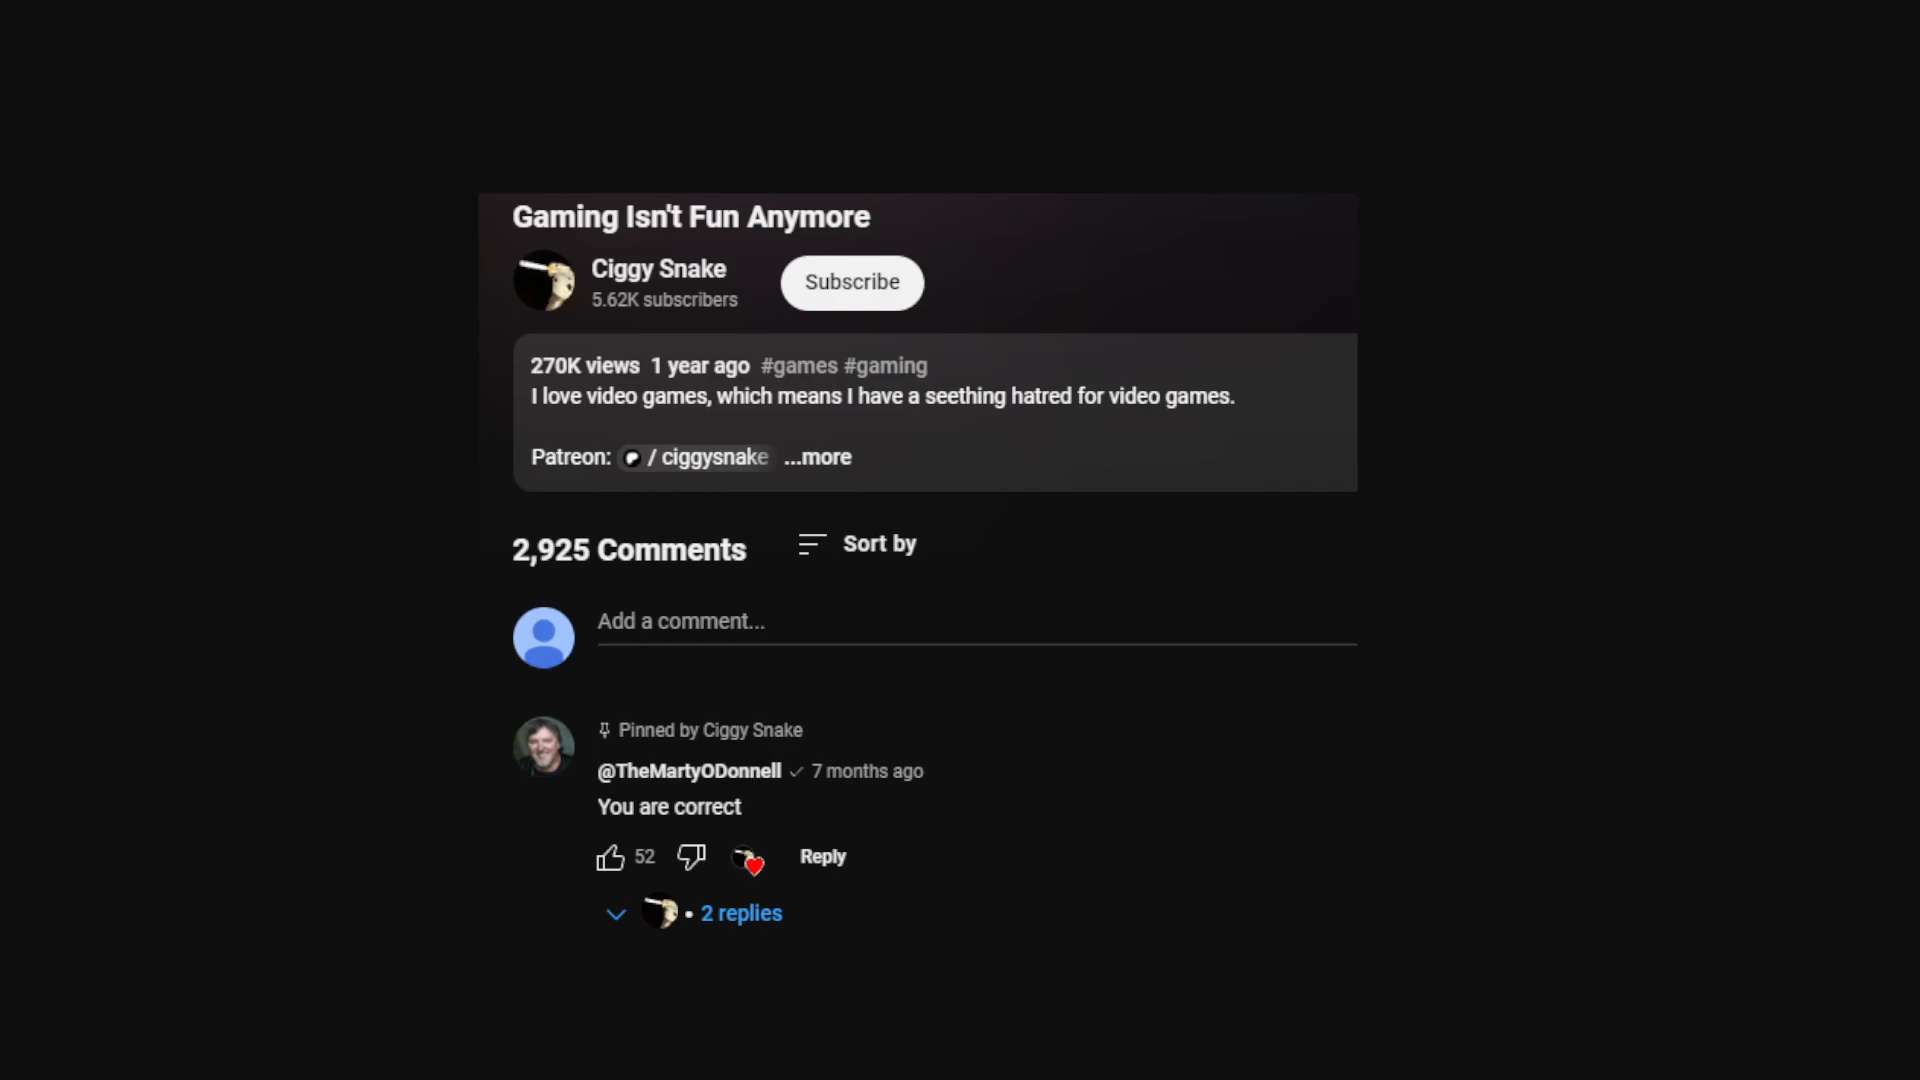 Gaming Isn't Fun Anymore
Ciggy Snake
5.62K subscribers
Subscribe
270K views 1 year ago #games #gaming
I love video games, which means I have a seething hatred for video games.
Patreon: / ciggysnake ...more
2,925 Comments
Sort by
Add a comment...
Pinned by Ciggy Snake
@TheMartyODonnell 7 months ago
You are correct
52
Reply
• 2 replies